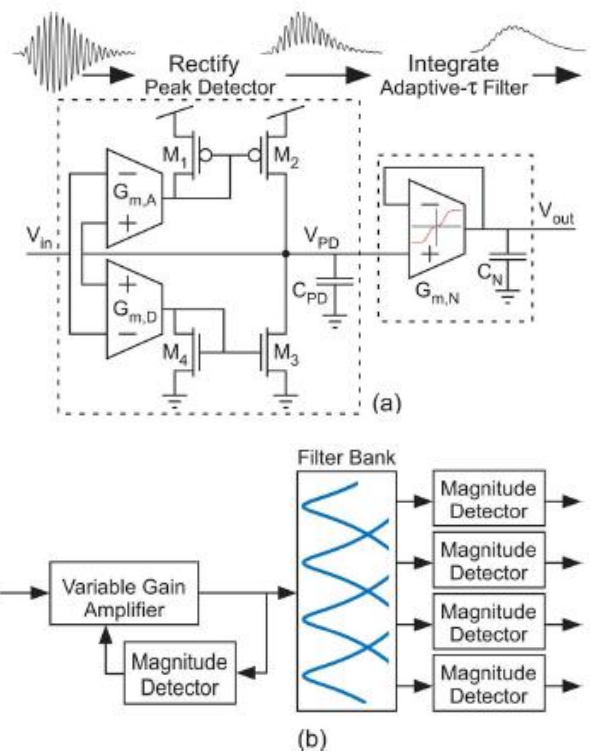 Rectify
Peak Detector
Integrate
Adaptive-τ Filter
M1
M2
Gm,A
−
+
Vin
VPD
Vout
−
+
Gm,N
CN
CPD
+
Gm,D
−
M4
M3
(a)
Filter Bank
Magnitude
Detector
Magnitude
Detector
Variable Gain
Amplifier
Magnitude
Detector
Magnitude
Detector
Magnitude
Detector
(b)